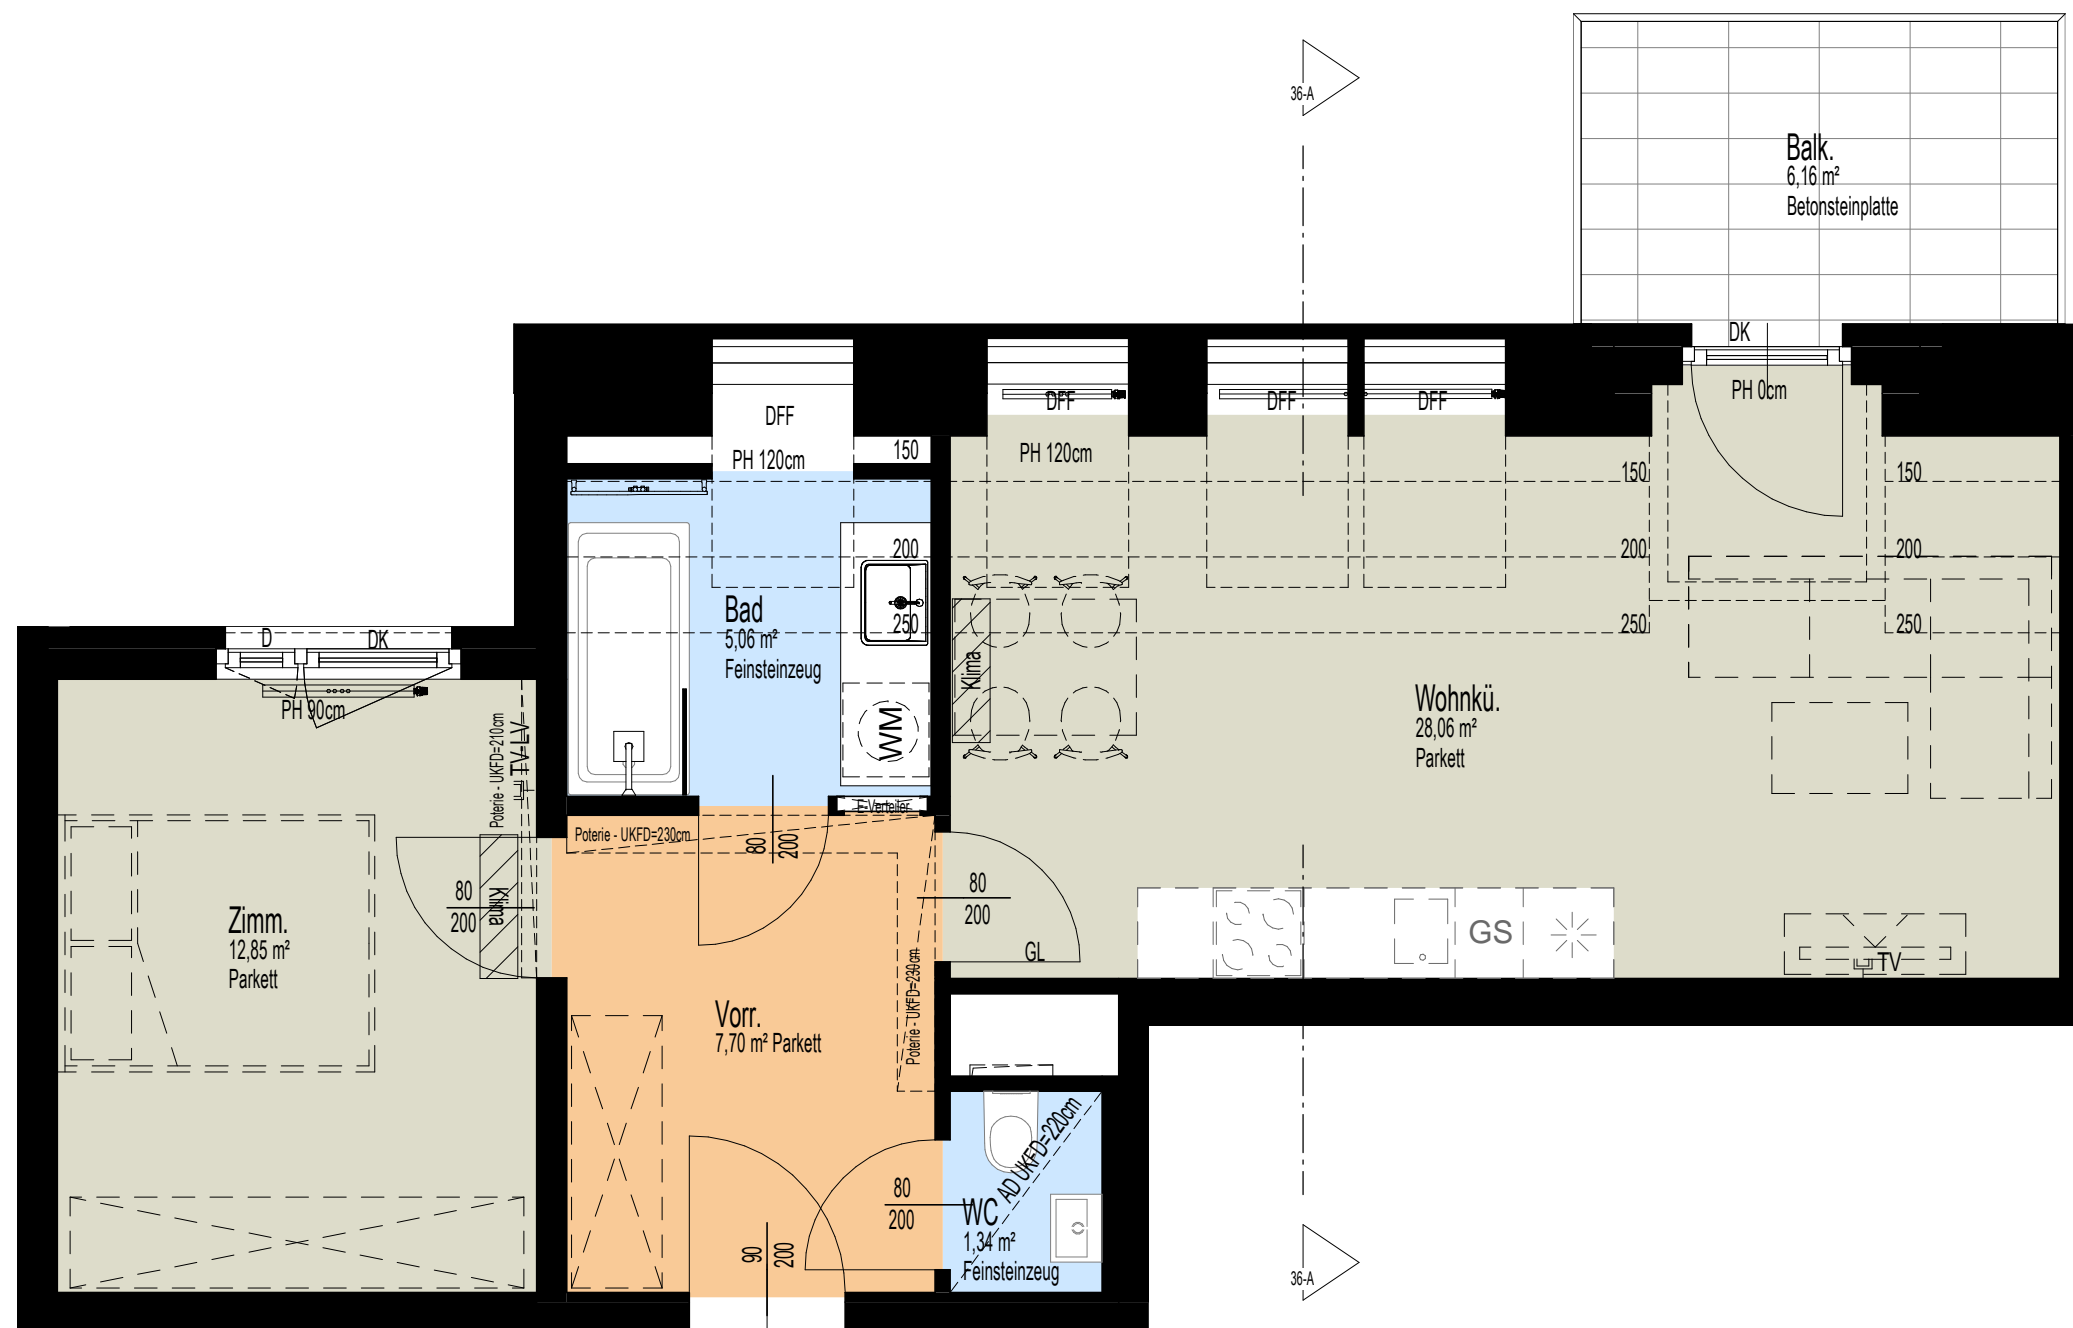 36-A
Balk.
6,16 m²
Betonsteinplatte
DK
PH 0cm
DFF
PH 120cm
150
DFF
PH 120cm
DFF
DFF
150
150
200
200
200
250
250
250
Bad
5,06 m²
Feinsteinzeug
WM
Klima
Wohnkü.
28,06 m²
Parkett
D
DK
PH 90cm
Poterie - UKFD=210cm
TV-LV
E-Verteiler
Poterie - UKFD=230cm
80
200
80
200
Klima
80
200
GL
GS
TV
Zimm.
12,85 m²
Parkett
Vorr.
7,70 m² Parkett
Poterie - UKFD=230cm
AD UKFD=220cm
80
200
WC
1,34 m²
Feinsteinzeug
90
200
36-A